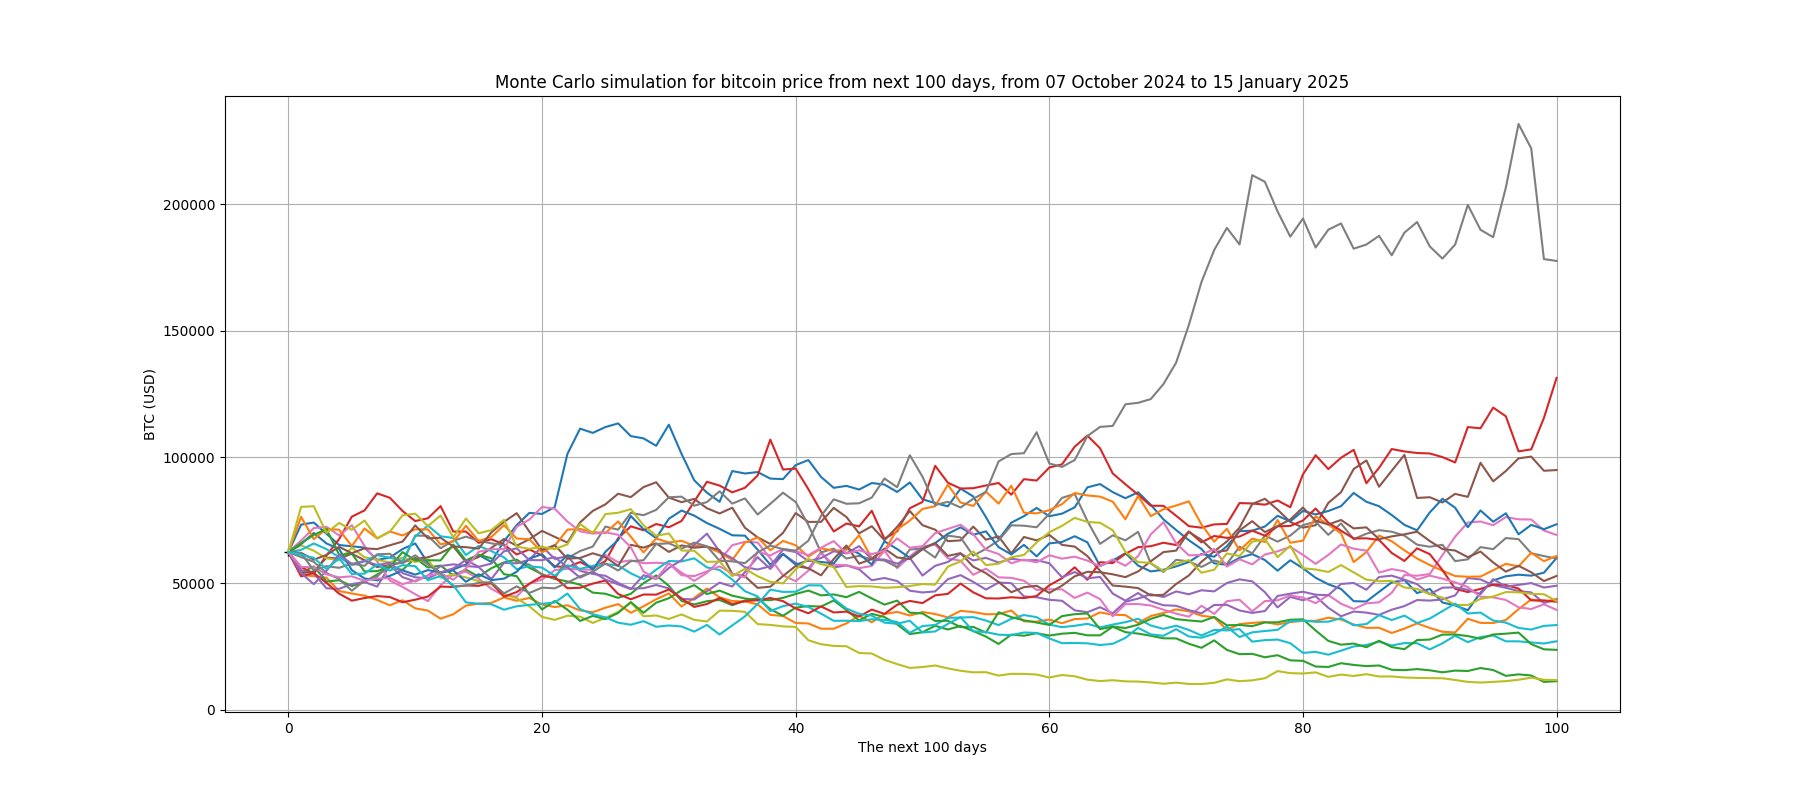 Monte Carlo simulation for bitcoin price from next 100 days, from 07 October 2024 to 15 January 2025
200000
150000
100000
50000
0
BTC (USD)
0 20 40 60 80 100
The next 100 days